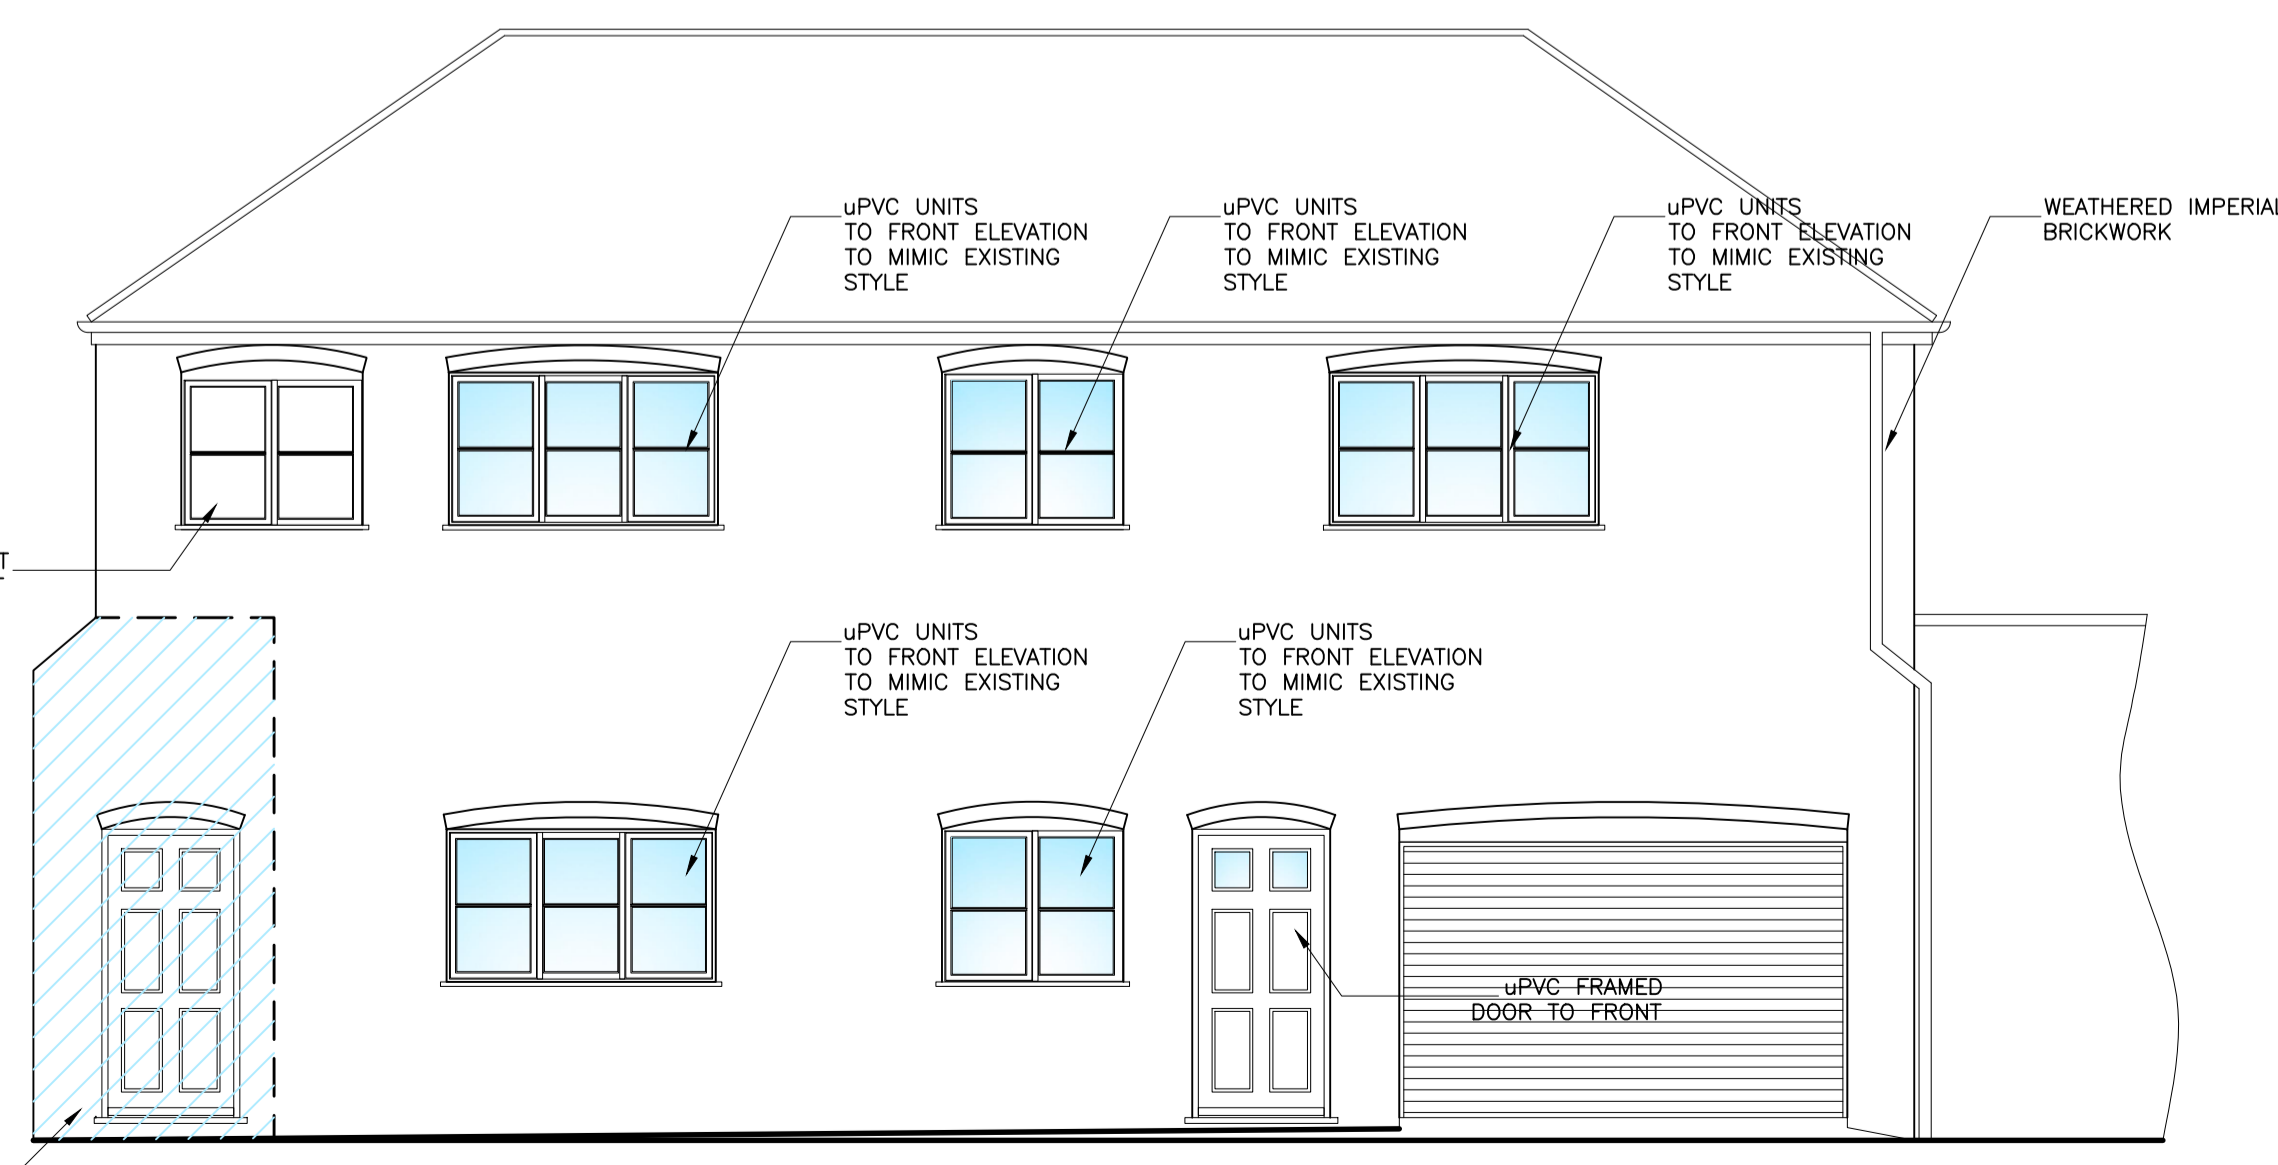 uPVC UNITS
TO FRONT ELEVATION
TO MIMIC EXISTING
STYLE
uPVC UNITS
TO FRONT ELEVATION
TO MIMIC EXISTING
STYLE
uPVC UNITS
TO FRONT ELEVATION
TO MIMIC EXISTING
STYLE
WEATHERED IMPERIAL
BRICKWORK
uPVC UNITS
TO FRONT ELEVATION
TO MIMIC EXISTING
STYLE
uPVC UNITS
TO FRONT ELEVATION
TO MIMIC EXISTING
STYLE
uPVC FRAMED
DOOR TO FRONT